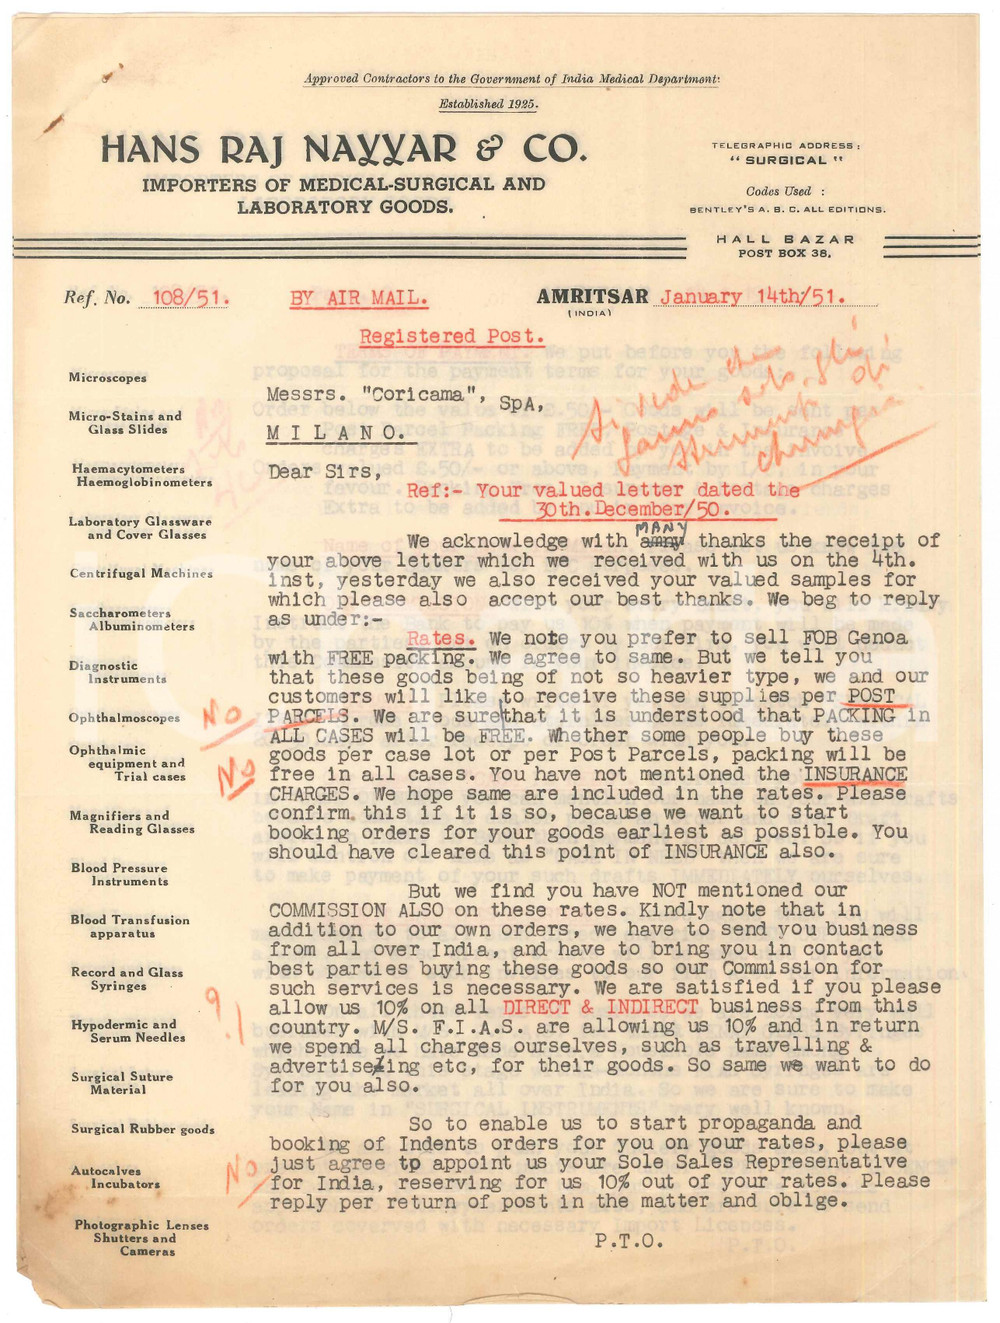 Approved Contractors to the Government of India Medical Department:
Established 1925.
HANS RAJ NAYYAR & CO.
IMPORTERS OF MEDICAL-SURGICAL AND
LABORATORY GOODS.
TELEGRAPHIC ADDRESS:
"SURGICAL"
Codes Used :
BENTLEY'S A. B. C. ALL EDITIONS.
HALL BAZAR
POST BOX 38,
Ref. No. 108/51.
BY AIR MAIL.
AMRITSAR January 14th/51.
(INDIA)
Registered Post.
Microscopes
Micro-Stains and
Glass Slides
Haemacytometers
Haemoglobinometers
Laboratory Glassware
and Cover Glasses
Centrifugal Machines
Saccharometers
Albuminometers
Diagnostic
Instruments
Ophthalmoscopes
Ophthalmic
equipment and
Trial cases
Magnifiers and
Reading Glasses
Blood Pressure
Instruments
Blood Transfusion
apparatus
Record and Glass
Syringes
Hypodermic and
Serum Needles
Surgical Suture
Material
Surgical Rubber goods
Autocalves
Incubators
Photographic Lenses
Shutters and
Cameras
Messrs. "Coricama", SpA,
MILANO.
Dear Sirs,
Ref:- Your valued letter dated the
30th.December/50.
MANY
We acknowledge with amny thanks the receipt of
your above letter which we received with us on the 4th.
inst, yesterday we also received your valued samples for
which please also accept our best thanks. We beg to reply
as under:-
Rates. We note you prefer to sell FOB Genoa
with FREE packing. We agree to same. But we tell you
that these goods being of not so heavier type, we and our
customers will like to receive these supplies per POST
NO PARCELS. We are sure that it is understood that PACKING in
ALL CASES will be FREE. Whether some people buy these
goods per case lot or per Post Parcels, packing will be
NO free in all cases. You have not mentioned the INSURANCE
CHARGES. We hope same are included in the rates. Please
confirm this if it is so, because we want to start
booking orders for your goods earliest as possible. You
should have cleared this point of INSURANCE also.
But we find you have NOT mentioned our
COMMISSION ALSO on these rates. Kindly note that in
addition to our own orders, we have to send you business
from all over India, and have to bring you in contact
best parties buying these goods so our Commission for
such services is necessary. We are satisfied if you please
? allow us 10% on all DIRECT & INDIRECT business from this
! country. M/S. F.I.A.S. are allowing us 10% and in return
we spend all charges ourselves, such as travelling &
advertiseing etc, for their goods. So same we want to do
for you also.
So to enable us to start propaganda and
booking of Indents orders for you on your rates, please
NO just agree to appoint us your Sole Sales Representative
for India, reserving for us 10% out of your rates. Please
reply per return of post in the matter and oblige.
P.T.O.